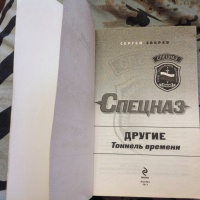 СЕРГЕЙ ЗВЕРЕВ
СПЕЦНАЗ
СПЕЦНАЗ
ДРУГИЕ
Тоннель времени